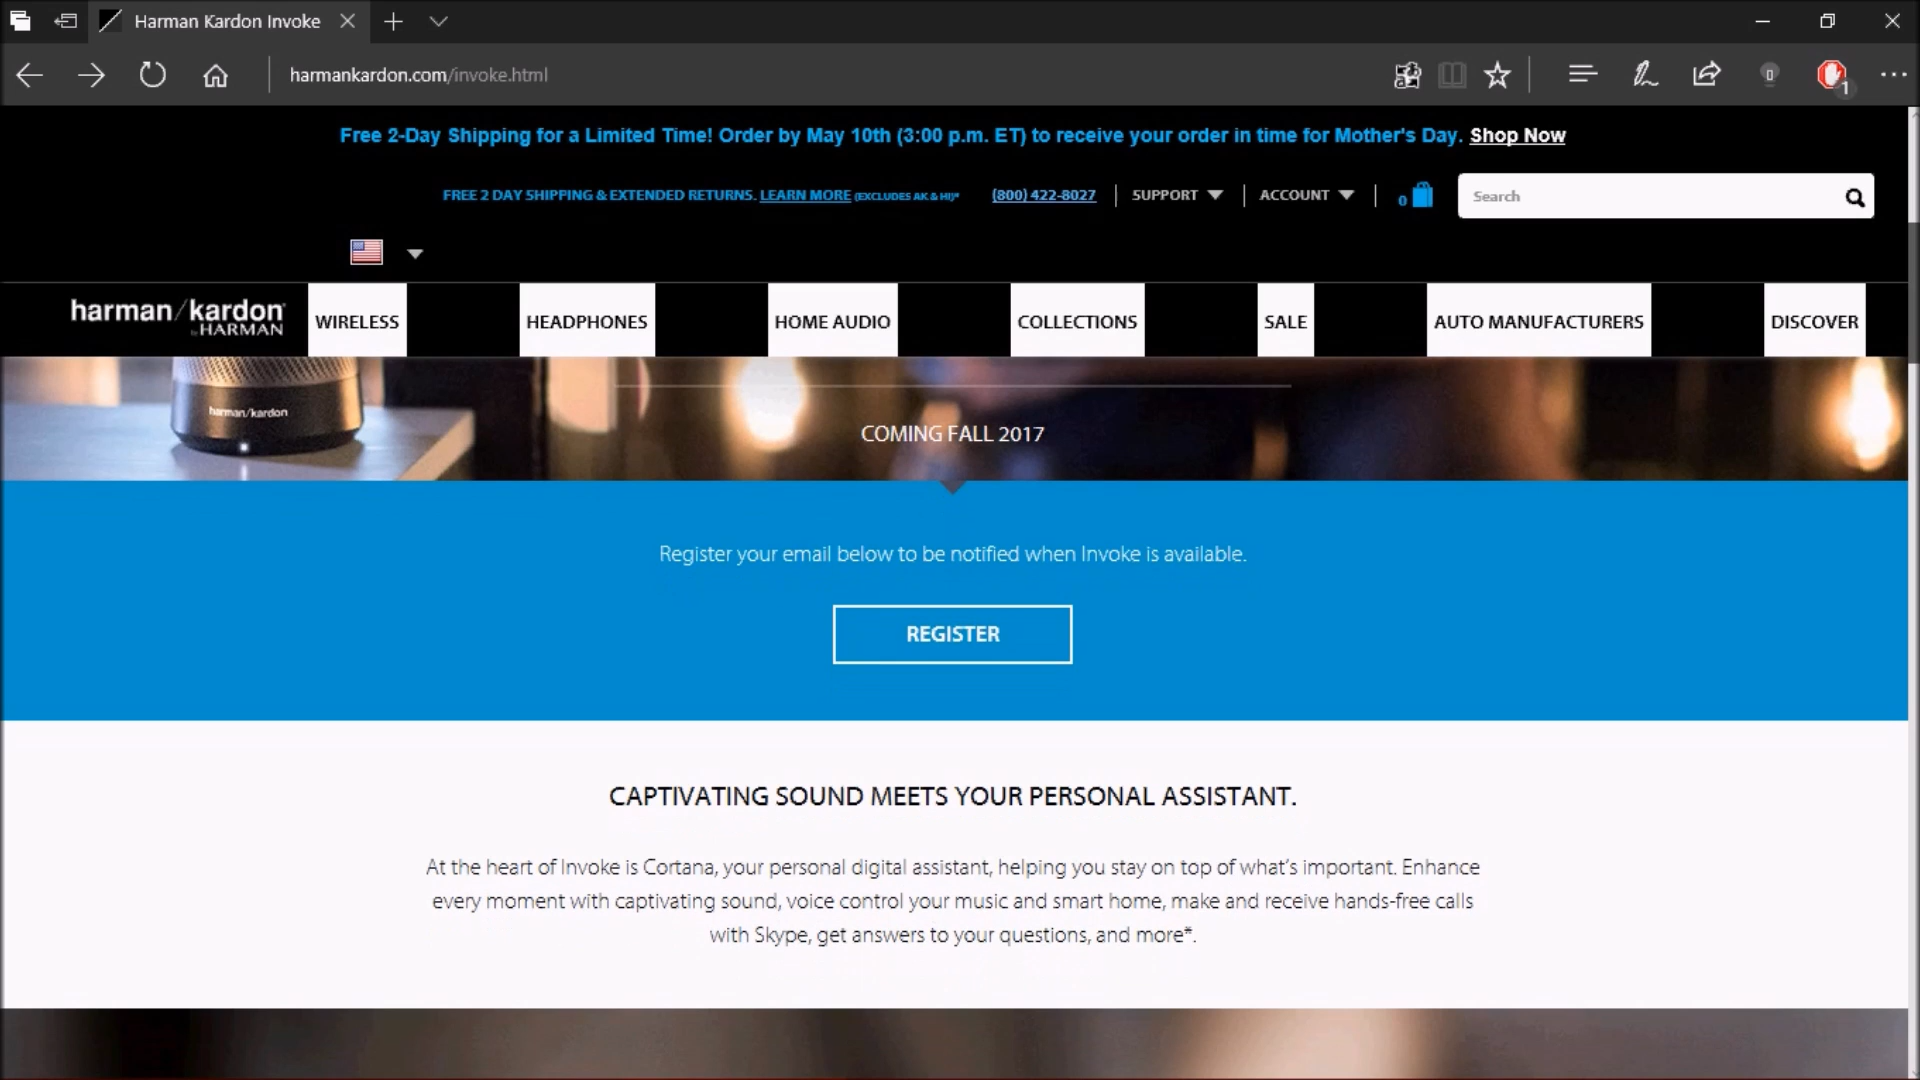 Harman Kardon Invoke
harmankardon.com/invoke.html
1
Free 2-Day Shipping for a Limited Time! Order by May 10th (3:00 p.m. ET) to receive your order in time for Mother's Day. Shop Now
FREE 2 DAY SHIPPING & EXTENDED RETURNS. LEARN MORE (EXCLUDES AK & HI)* (800) 422-8027 SUPPORT ACCOUNT 0 Search
harman/kardon
by HARMAN
WIRELESS HEADPHONES HOME AUDIO COLLECTIONS SALE AUTO MANUFACTURERS DISCOVER
harman/kardon
COMING FALL 2017
Register your email below to be notified when Invoke is available.
REGISTER
CAPTIVATING SOUND MEETS YOUR PERSONAL ASSISTANT.
At the heart of Invoke is Cortana, your personal digital assistant, helping you stay on top of what's important. Enhance
every moment with captivating sound, voice control your music and smart home, make and receive hands-free calls
with Skype, get answers to your questions, and more*.